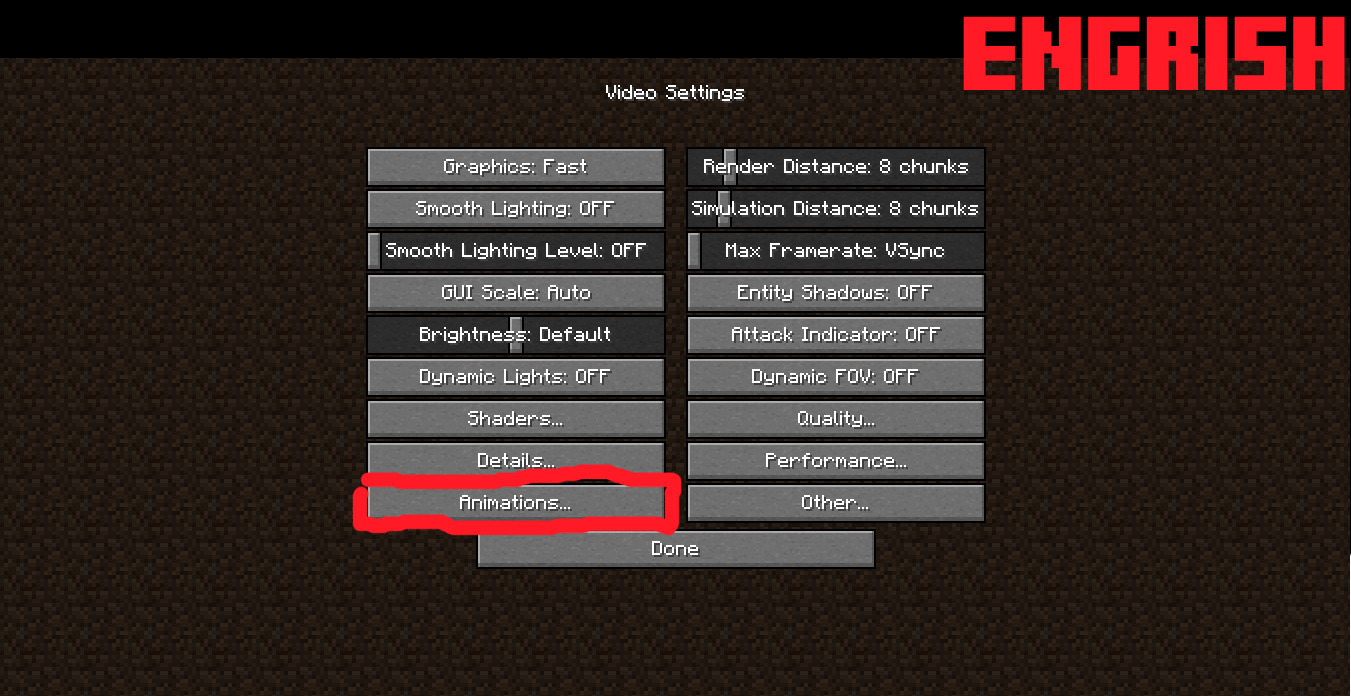 ENGRISH
Video Settings
Graphics: Fast
Render Distance: 8 chunks
Smooth Lighting: OFF
Simulation Distance: 8 chunks
Smooth Lighting Level: OFF
Max Framerate: VSync
GUI Scale: Auto
Entity Shadows: OFF
Brightness: Default
Attack Indicator: OFF
Dynamic Lights: OFF
Dynamic FOV: OFF
Shaders...
Quality...
Details...
Performance...
Animations...
Other...
Done